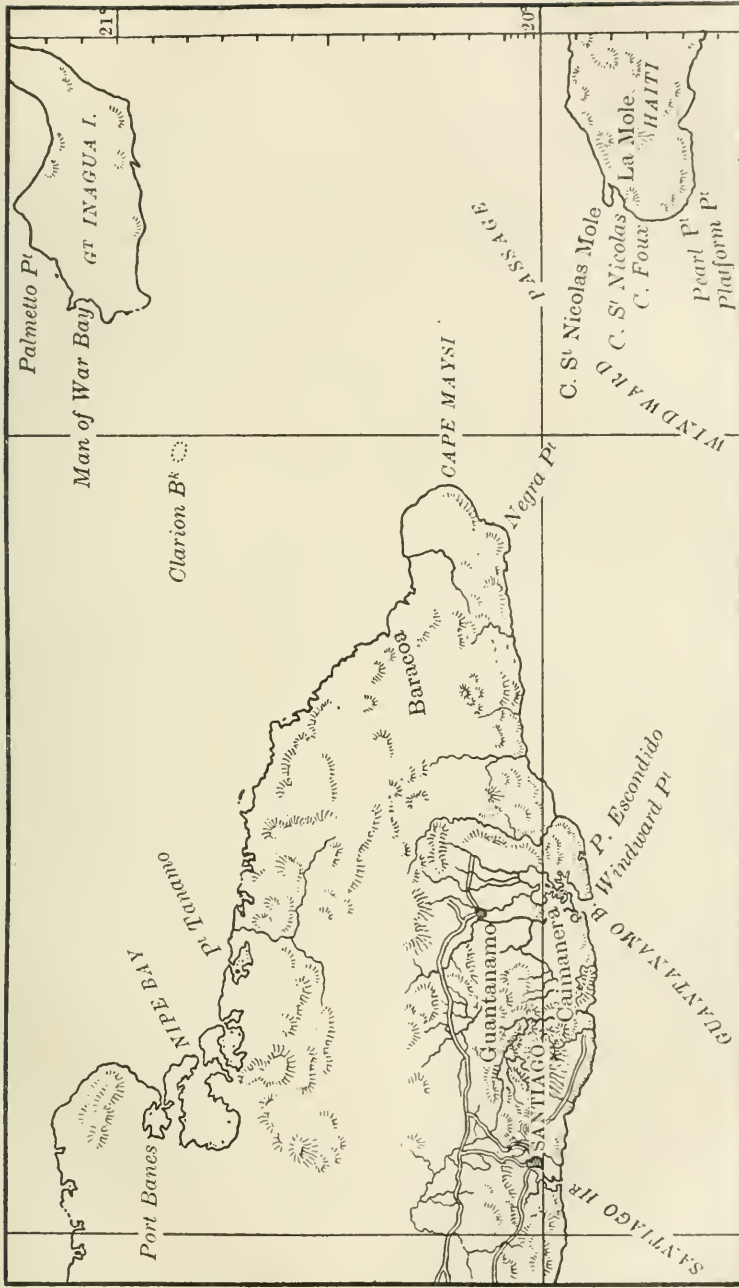 21°
20°
Palmetto Pt
Man of War Bay
GT INAGUA I.
Clarion Bk
CAPE MAYSI
Negra Pt
PASSAGE
WINDWARD
C. St Nicolas Mole
C. St Nicolas
C. Foux
La Mole
HAITI
Pearl Pt
Platform Pt
Baracoa
Pt Tanamo
NIPE BAY
Port Banes
Guantanamo
Caimanera
P. Escondido
Windward Pt
GUANTANAMO B.
SANTIAGO
SANTIAGO HR